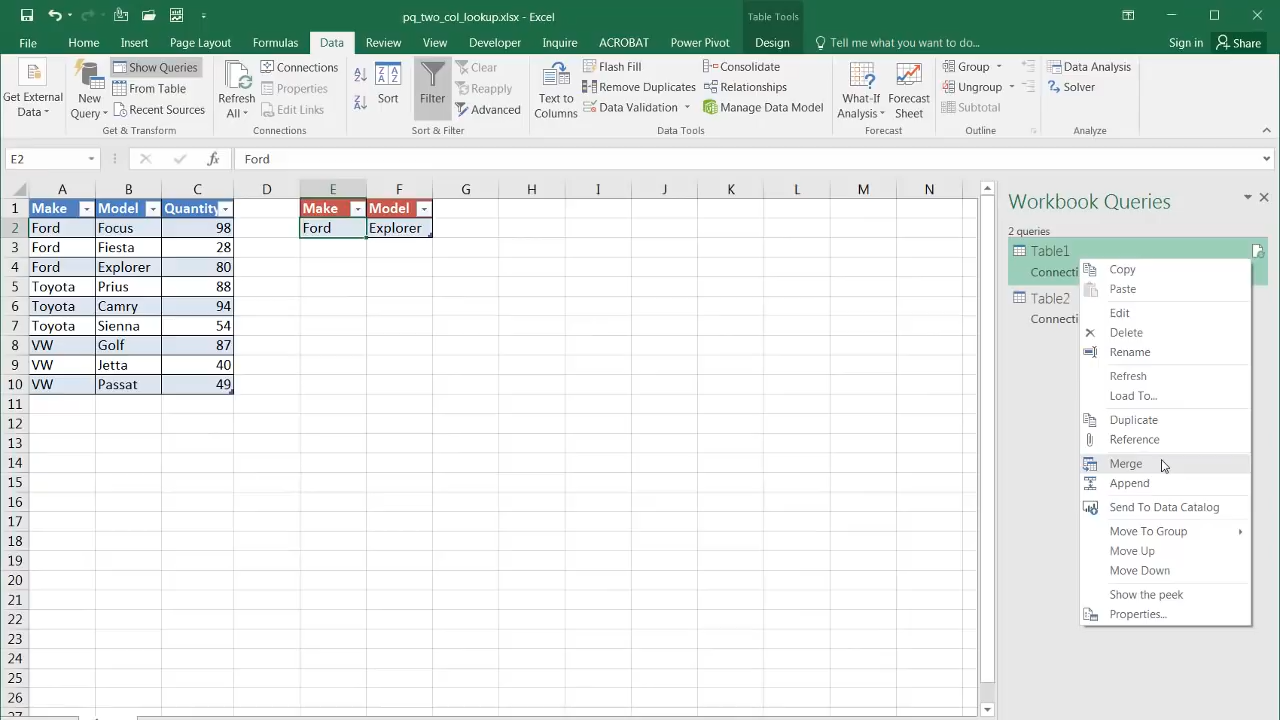 pq_two_col_lookup.xlsx - Excel
Table Tools
File Home Insert Page Layout Formulas Data Review View Developer Inquire ACROBAT Power Pivot Design Tell me what you want to do... Sign in Share
Get External Data
New Query
Show Queries
From Table
Recent Sources
Get & Transform
Refresh All
Connections
Properties
Edit Links
Connections
Sort
Filter
Clear
Reapply
Advanced
Sort & Filter
Text to Columns
Flash Fill
Remove Duplicates
Data Validation
Consolidate
Relationships
Manage Data Model
Data Tools
What-If Analysis
Forecast Sheet
Forecast
Group
Ungroup
Subtotal
Outline
Data Analysis
Solver
Analyze
E2 fx Ford
A B C D E F G H I J K L M N
1 Make Model Quantity Make Model
2 Ford Focus 98 Ford Explorer
3 Ford Fiesta 28
4 Ford Explorer 80
5 Toyota Prius 88
6 Toyota Camry 94
7 Toyota Sienna 54
8 VW Golf 87
9 VW Jetta 40
10 VW Passat 49
11
12
13
14
15
16
17
18
19
20
21
22
23
24
25
26
27
Workbook Queries
2 queries
Table1
Connecti
Table2
Connecti
Copy
Paste
Edit
Delete
Rename
Refresh
Load To...
Duplicate
Reference
Merge
Append
Send To Data Catalog
Move To Group
Move Up
Move Down
Show the peek
Properties...